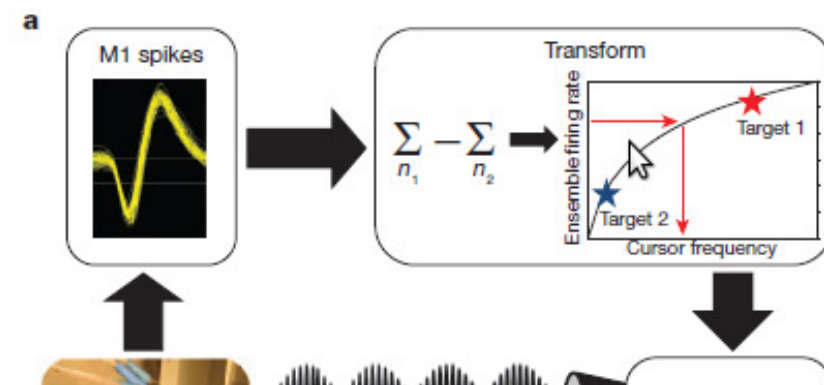 a
M1 spikes
Transform
∑ − ∑
n1 n2
Ensemble firing rate
Target 1
Target 2
Cursor frequency